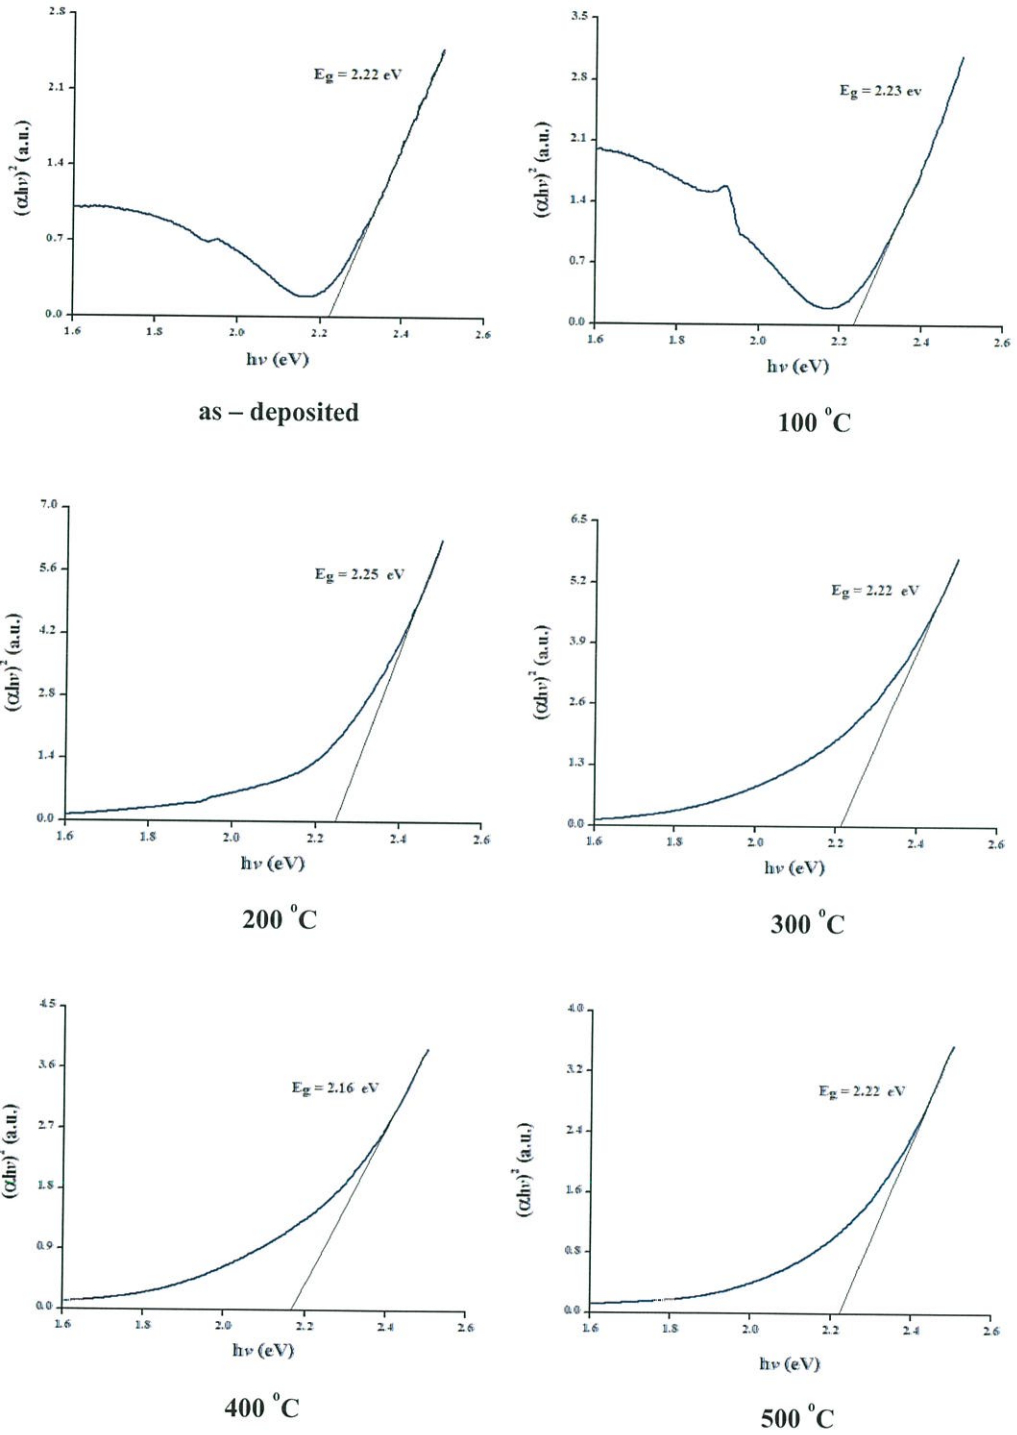 2.8
2.1
1.4
0.7
0.0
(αhν)² (a.u.)
E_g = 2.22 eV
1.6 1.8 2.0 2.2 2.4 2.6
hν (eV)
as – deposited
3.5
2.8
2.1
1.4
0.7
0.0
(αhν)² (a.u.)
E_g = 2.23 ev
1.6 1.8 2.0 2.2 2.4 2.6
hν (eV)
100 °C
7.0
5.6
4.2
2.8
1.4
0.0
(αhν)² (a.u.)
E_g = 2.25 eV
1.6 1.8 2.0 2.2 2.4 2.6
hν (eV)
200 °C
6.5
5.2
3.9
2.6
1.3
0.0
(αhν)² (a.u.)
E_g = 2.22 eV
1.6 1.8 2.0 2.2 2.4 2.6
hν (eV)
300 °C
4.5
3.6
2.7
1.8
0.9
0.0
(αhν)² (a.u.)
E_g = 2.16 eV
1.6 1.8 2.0 2.2 2.4 2.6
hν (eV)
400 °C
4.0
3.2
2.4
1.6
0.8
0.0
(αhν)² (a.u.)
E_g = 2.22 eV
1.6 1.8 2.0 2.2 2.4 2.6
hν (eV)
500 °C